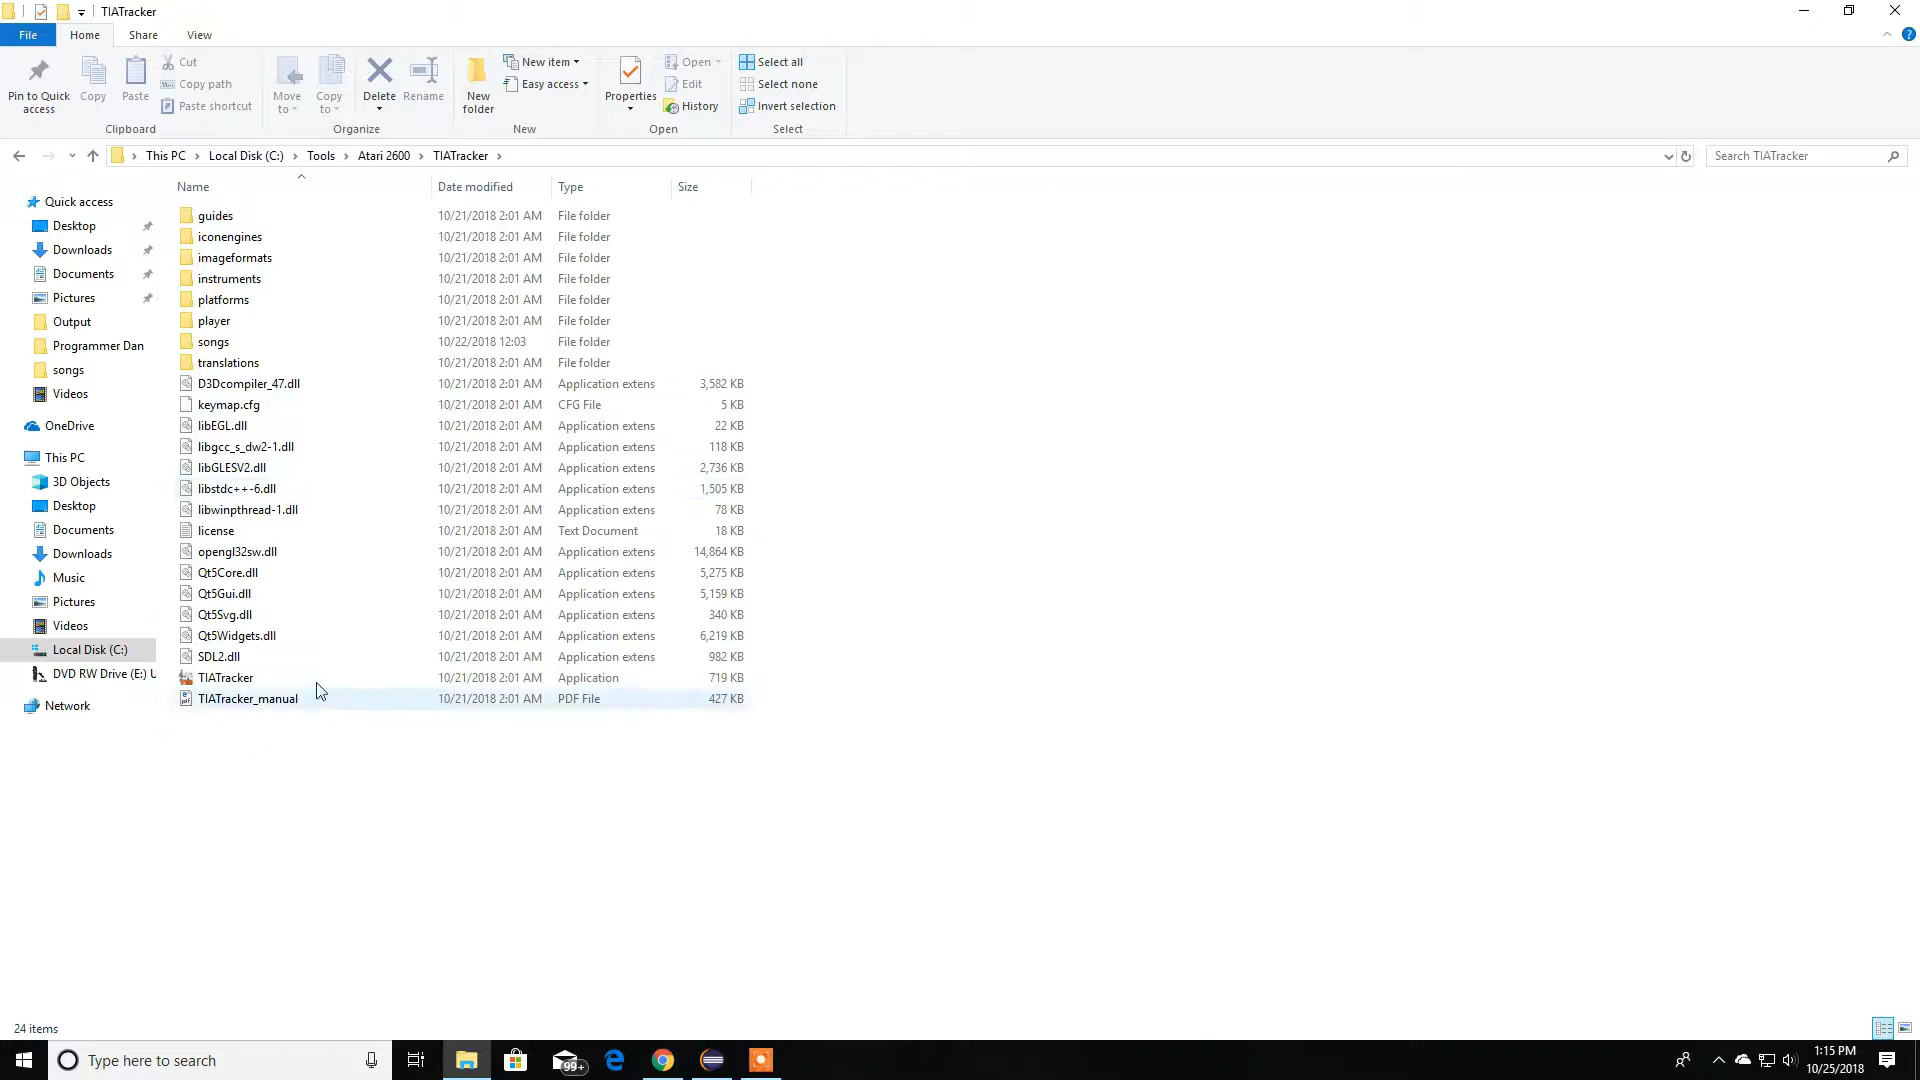 TIATracker
File Home Share View
Pin to Quick access
Copy
Paste
Cut
Copy path
Paste shortcut
Clipboard
Move to
Copy to
Delete
Rename
Organize
New folder
New item
Easy access
New
Properties
Open
Edit
History
Open
Select all
Select none
Invert selection
Select
This PC Local Disk (C:) Tools Atari 2600 TIATracker
Search TIATracker
Quick access
Desktop
Downloads
Documents
Pictures
Output
Programmer Dan
songs
Videos
OneDrive
This PC
3D Objects
Desktop
Documents
Downloads
Music
Pictures
Videos
Local Disk (C:)
DVD RW Drive (E:) U
Network
Name Date modified Type Size
guides 10/21/2018 2:01 AM File folder
iconengines 10/21/2018 2:01 AM File folder
imageformats 10/21/2018 2:01 AM File folder
instruments 10/21/2018 2:01 AM File folder
platforms 10/21/2018 2:01 AM File folder
player 10/21/2018 2:01 AM File folder
songs 10/22/2018 12:03 File folder
translations 10/21/2018 2:01 AM File folder
D3Dcompiler_47.dll 10/21/2018 2:01 AM Application extens 3,582 KB
keymap.cfg 10/21/2018 2:01 AM CFG File 5 KB
libEGL.dll 10/21/2018 2:01 AM Application extens 22 KB
libgcc_s_dw2-1.dll 10/21/2018 2:01 AM Application extens 118 KB
libGLESV2.dll 10/21/2018 2:01 AM Application extens 2,736 KB
libstdc++-6.dll 10/21/2018 2:01 AM Application extens 1,505 KB
libwinpthread-1.dll 10/21/2018 2:01 AM Application extens 78 KB
license 10/21/2018 2:01 AM Text Document 18 KB
opengl32sw.dll 10/21/2018 2:01 AM Application extens 14,864 KB
Qt5Core.dll 10/21/2018 2:01 AM Application extens 5,275 KB
Qt5Gui.dll 10/21/2018 2:01 AM Application extens 5,159 KB
Qt5Svg.dll 10/21/2018 2:01 AM Application extens 340 KB
Qt5Widgets.dll 10/21/2018 2:01 AM Application extens 6,219 KB
SDL2.dll 10/21/2018 2:01 AM Application extens 982 KB
TIATracker 10/21/2018 2:01 AM Application 719 KB
TIATracker_manual 10/21/2018 2:01 AM PDF File 427 KB
24 items
Type here to search
99+
1:15 PM
10/25/2018